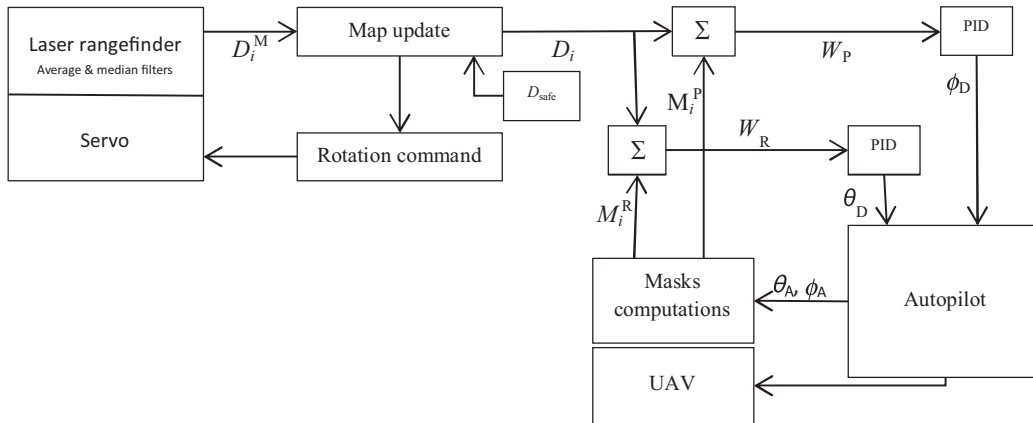 Laser rangefinder
Average & median filters
Servo
D_i^M
Map update
D_i
Σ
W_P
PID
ϕ_D
D_safe
M_i^P
Rotation command
Σ
W_R
PID
θ_D
M_i^R
Masks
computations
θ_A, ϕ_A
Autopilot
UAV